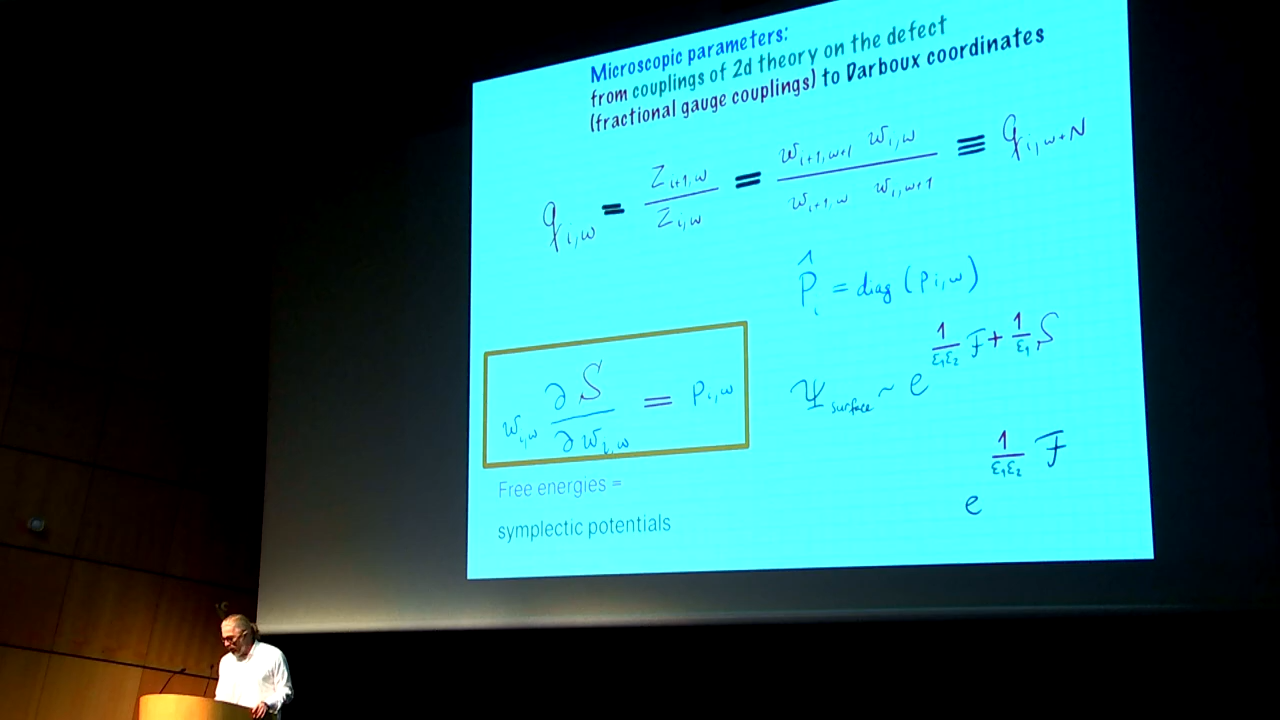 Microscopic parameters:
from couplings of 2d theory on the defect
(fractional gauge couplings) to Darboux coordinates
q_{i,ω} = z_{i+1,ω} / z_{i,ω} = w_{i+1,ω+1} w_{i,ω} / w_{i+1,ω} w_{i,ω+1} ≡ q_{i,ω+N}
P̂_i = diag (p_{i,ω})
w_{i,ω} ∂S / ∂w_{i,ω} = p_{i,ω}
Ψ_{surface} ~ e^{1/ε₁ε₂ F + 1/ε₁ S}
e^{1/ε₁ε₂ F}
Free energies =
symplectic potentials